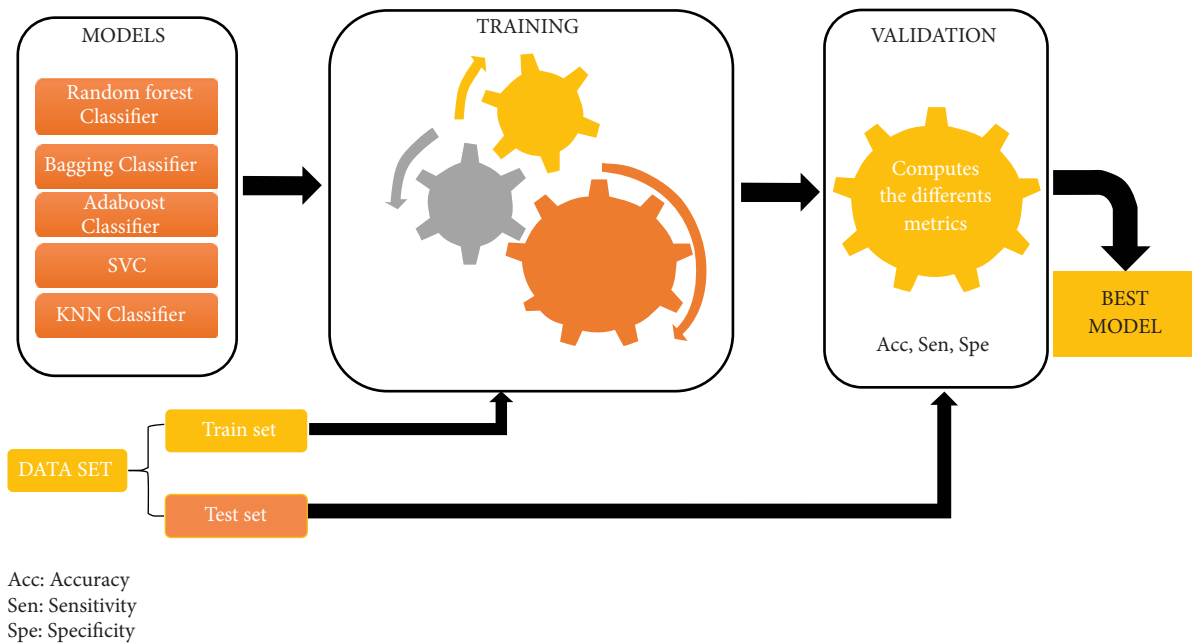 MODELS
Random forest
Classifier
Bagging Classifier
Adaboost
Classifier
SVC
KNN Classifier
TRAINING
VALIDATION
Computes
the differents
metrics
Acc, Sen, Spe
BEST
MODEL
DATA SET
Train set
Test set
Acc: Accuracy
Sen: Sensitivity
Spe: Specificity